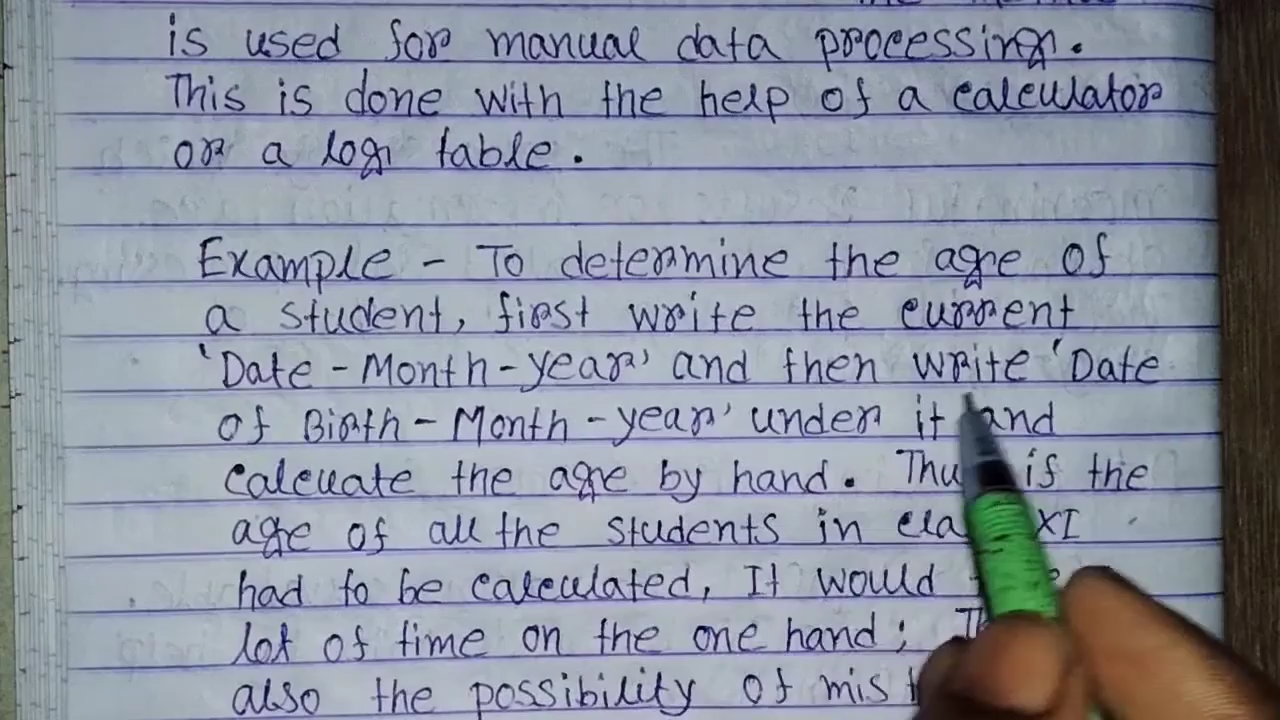 is used for manual data processing.
This is done with the help of a calculator
or a log table.
Example - To determine the age of
a student, first write the current
'Date - Month - year' and then write 'Date
of Birth - Month - year' under it and
calcuate the age by hand. Thu is the
age of all the students in cla XI
had to be calculated, It would
lot of time on the one hand;
also the possibility of mis